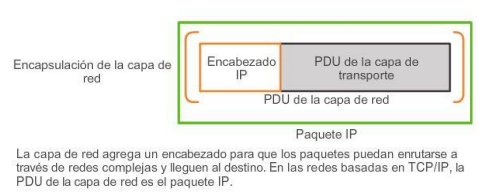 Encapsulación de la capa de
red
Encabezado
IP
PDU de la capa de
transporte
PDU de la capa de red
Paquete IP
La capa de red agrega un encabezado para que los paquetes puedan enrutarse a
través de redes complejas y lleguen al destino. En las redes basadas en TCP/IP, la
PDU de la capa de red es el paquete IP.